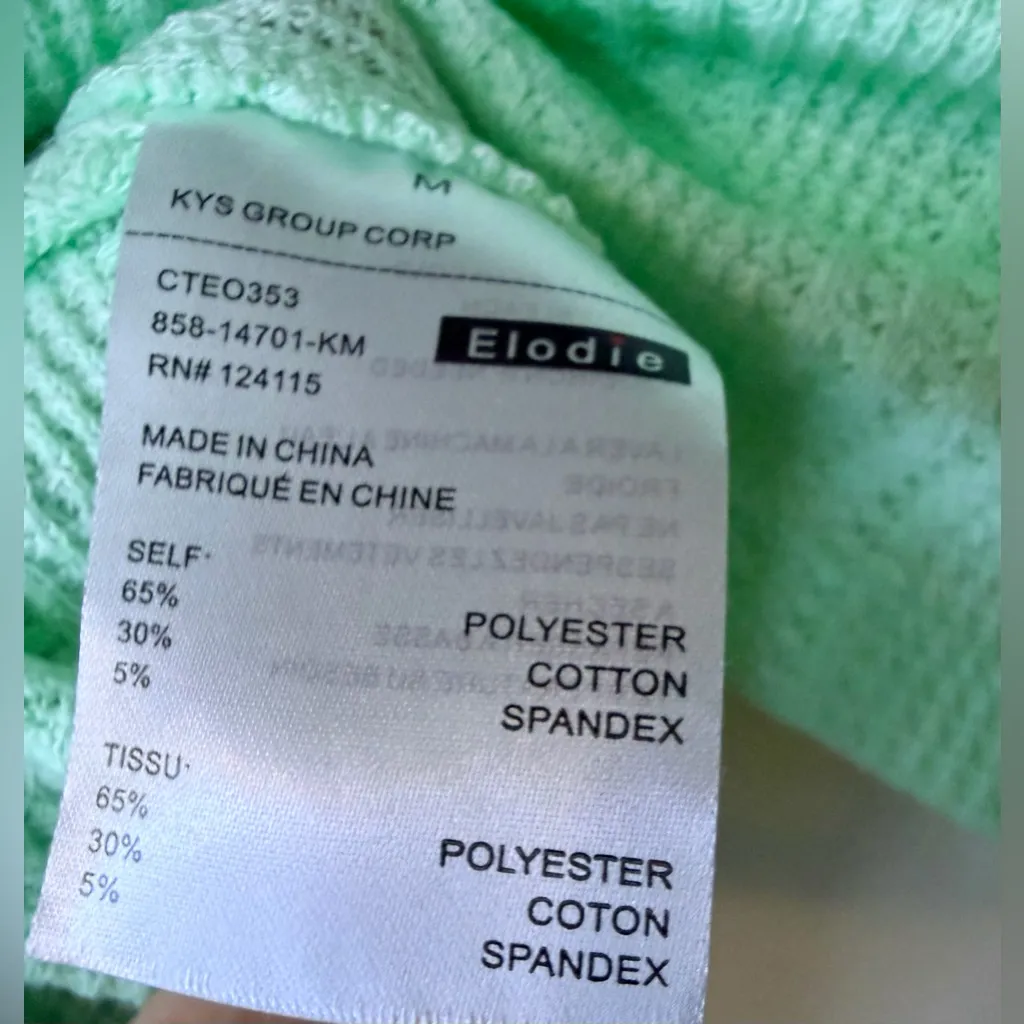 M
KYS GROUP CORP
CTEO353
858-14701-KM
RN# 124115
Elodie
MADE IN CHINA
FABRIQUÉ EN CHINE
SELF:
65% POLYESTER
30% COTTON
5% SPANDEX
TISSU:
65% POLYESTER
30% COTON
5% SPANDEX